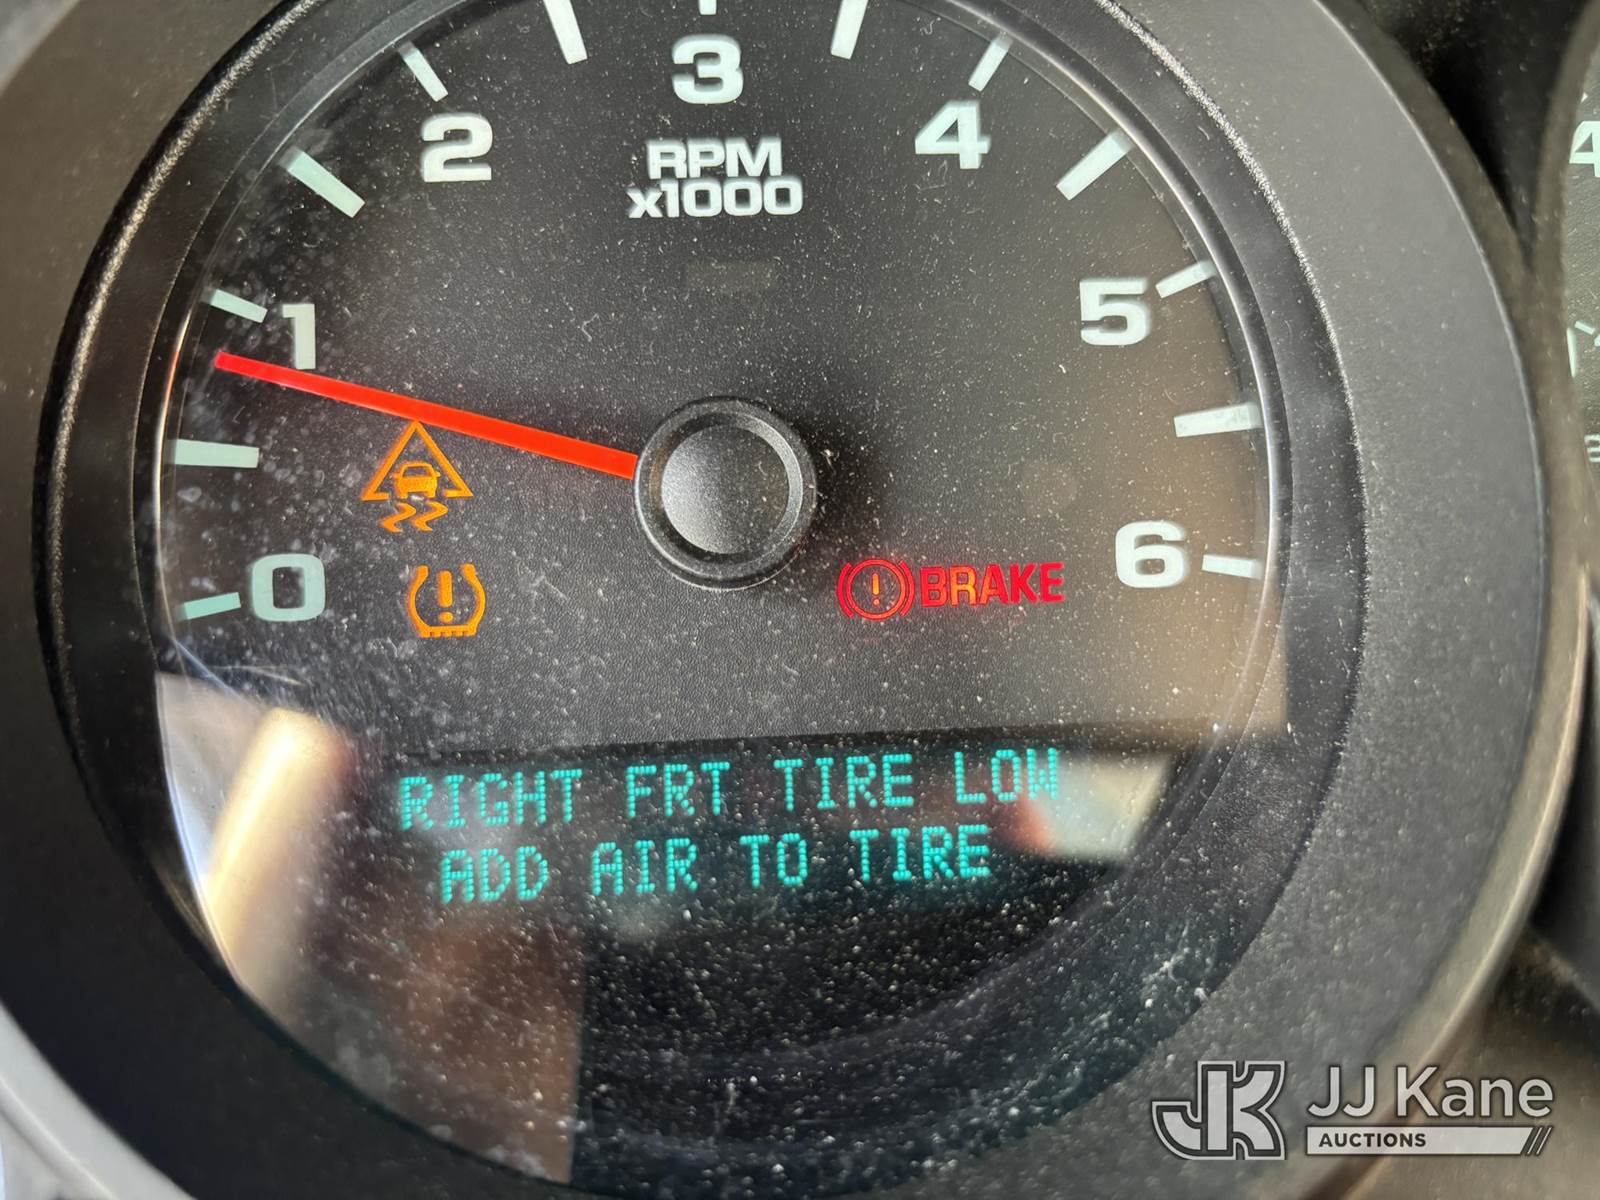 3
2
4
RPM
x1000
1
5
0
6
BRAKE
RIGHT FRT TIRE LOW
ADD AIR TO TIRE
JK JJ Kane
AUCTIONS